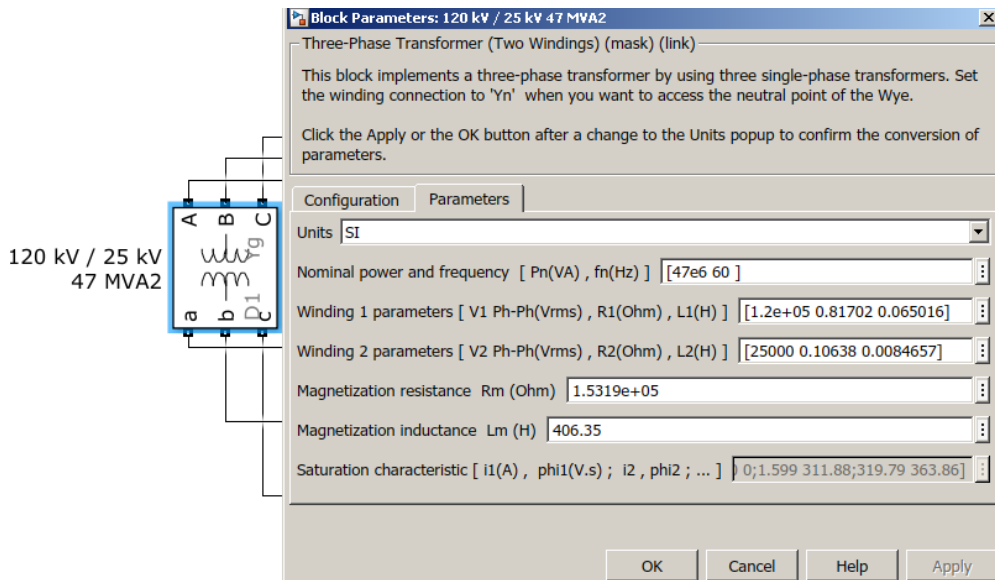 Block Parameters: 120 kV / 25 kV 47 MVA2
Three-Phase Transformer (Two Windings) (mask) (link)
This block implements a three-phase transformer by using three single-phase transformers. Set
the winding connection to 'Yn' when you want to access the neutral point of the Wye.
Click the Apply or the OK button after a change to the Units popup to confirm the conversion of
parameters.
Configuration Parameters
Units SI
Nominal power and frequency [ Pn(VA) , fn(Hz) ] [47e6 60 ]
Winding 1 parameters [ V1 Ph-Ph(Vrms) , R1(Ohm) , L1(H) ] [1.2e+05 0.81702 0.065016]
Winding 2 parameters [ V2 Ph-Ph(Vrms) , R2(Ohm) , L2(H) ] [25000 0.10638 0.0084657]
Magnetization resistance Rm (Ohm) 1.5319e+05
Magnetization inductance Lm (H) 406.35
Saturation characteristic [ i1(A) , phi1(V.s) ; i2 , phi2 ; ... ] 0;1.599 311.88;319.79 363.86]
OK Cancel Help Apply
A B C
Yg
120 kV / 25 kV
47 MVA2
D1
a b c